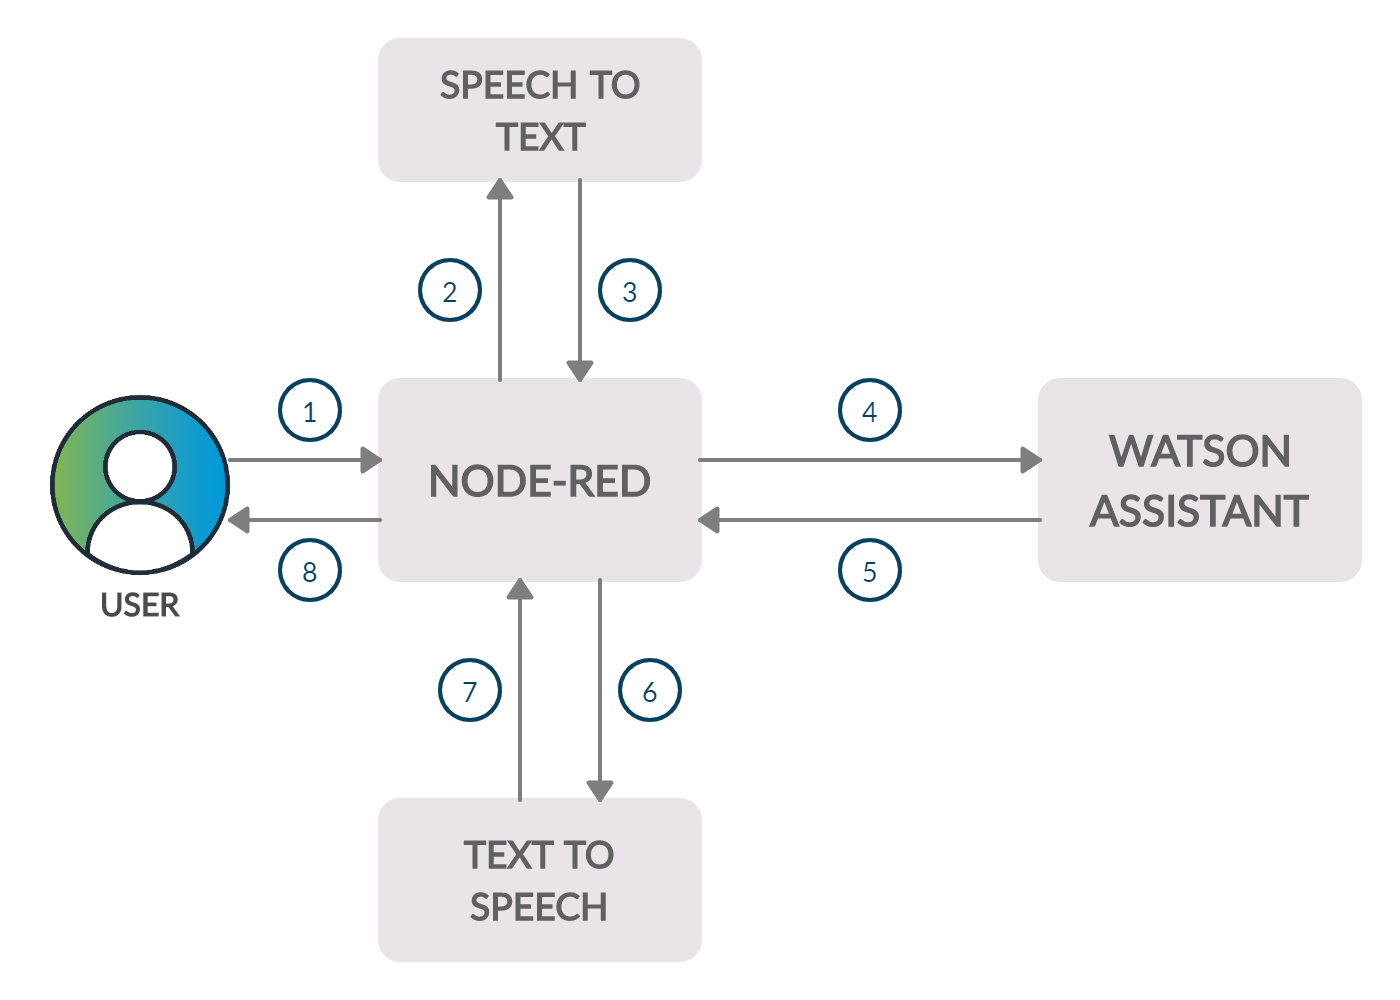 SPEECH TO
TEXT
2
3
1
4
NODE-RED
WATSON
ASSISTANT
USER
8
5
7
6
TEXT TO
SPEECH